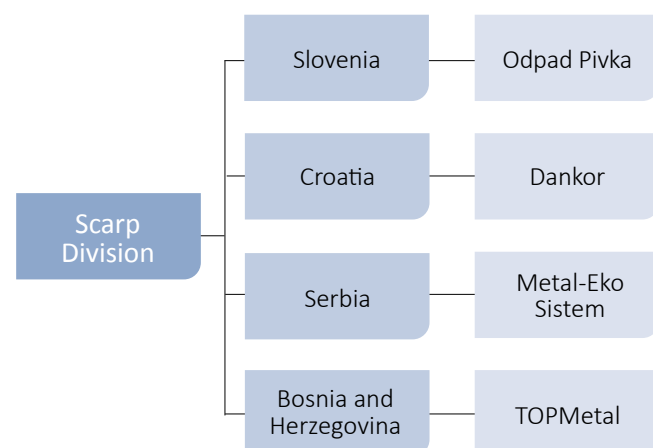 Slovenia
Odpad Pivka
Croatia
Dankor
Scarp
Division
Serbia
Metal-Eko
Sistem
Bosnia and
Herzegovina
TOPMetal